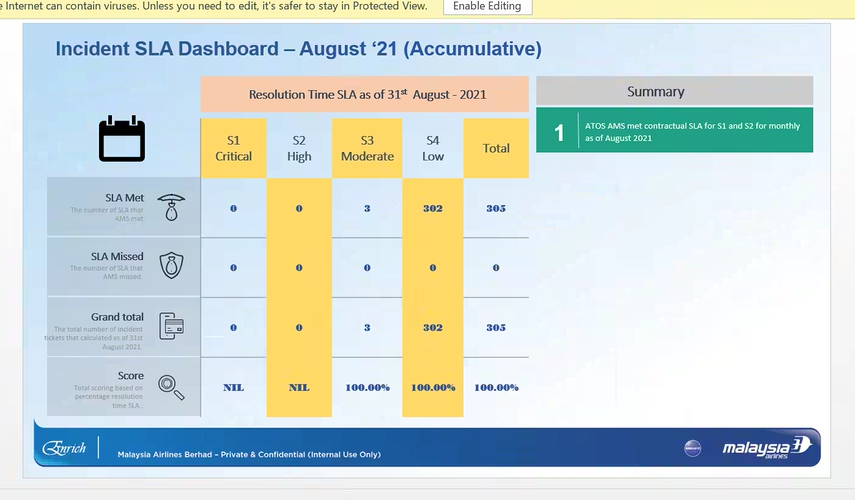 e Internet can contain viruses. Unless you need to edit, it's safer to stay in Protected View.
Enable Editing
Incident SLA Dashboard – August ‘21 (Accumulative)
Resolution Time SLA as of 31st August - 2021
Summary
1
ATOS AMS met contractual SLA for S1 and S2 for monthly
as of August 2021
S1
Critical
S2
High
S3
Moderate
S4
Low
Total
SLA Met
The number of SLA that
AMS met.
0 0 3 302 305
SLA Missed
The number of SLA that
AMS missed.
0 0 0 0 0
Grand total
The total number of incident
tickets that calculated as of 31st
August 2021.
0 0 3 302 305
Score
Total scoring based on
percentage resolution
time SLA..
NIL NIL 100.00% 100.00% 100.00%
Enrich
Malaysia Airlines Berhad – Private & Confidential (Internal Use Only)
malaysia
airlines